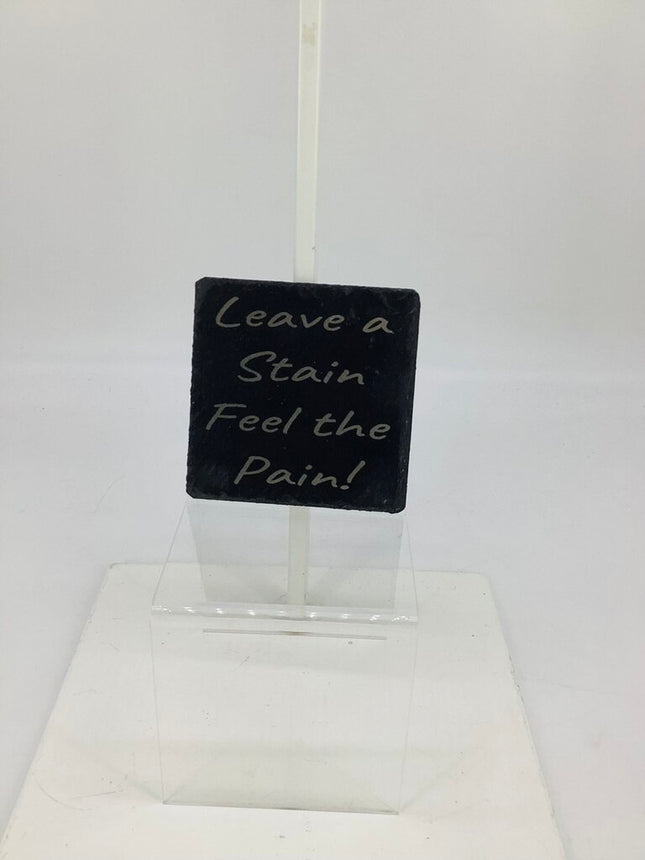 Leave a
Stain
Feel the
Pain!